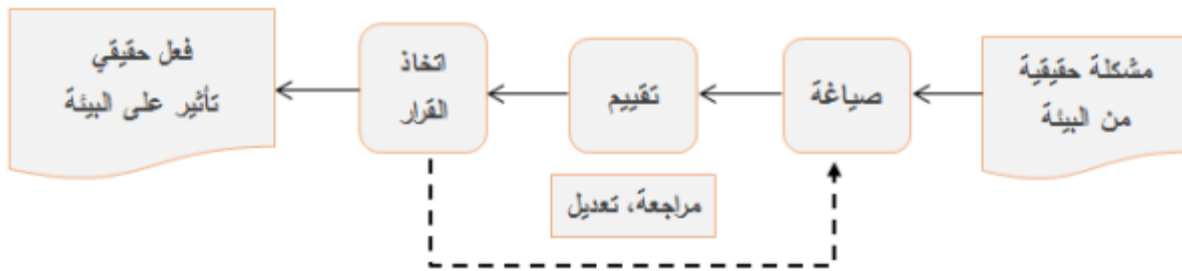 مشكلة حقيقية
من البيئة
صياغة
تقييم
اتخاذ
القرار
فعل حقيقي
تأثير على البيئة
مراجعة، تعديل